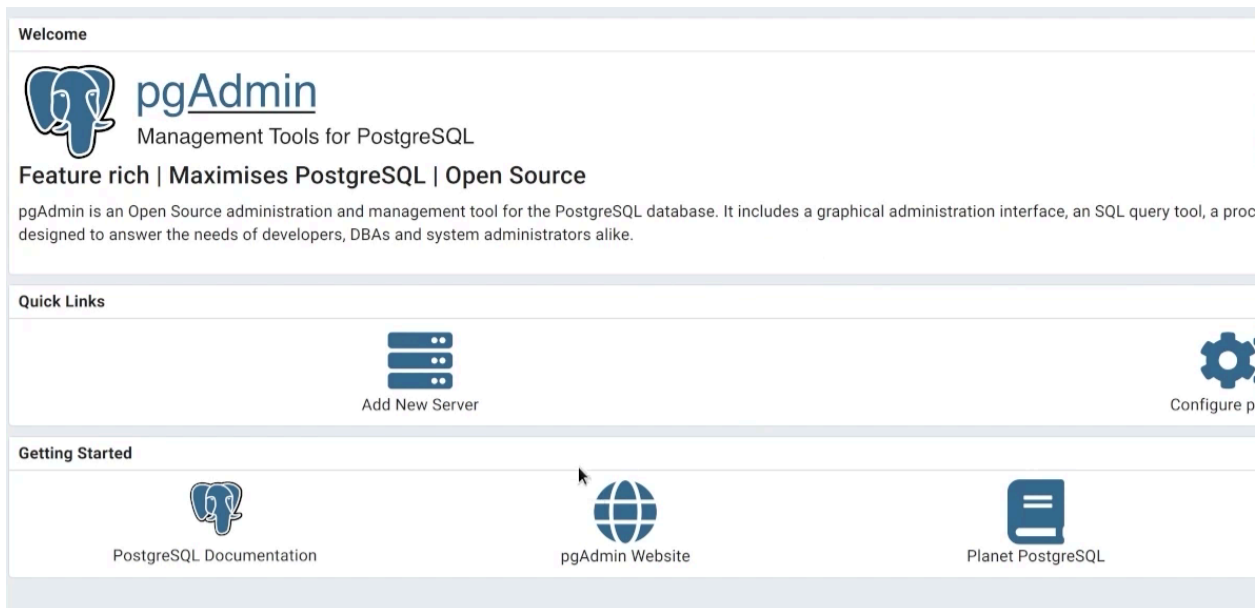 Welcome
pgAdmin
Management Tools for PostgreSQL
Feature rich | Maximises PostgreSQL | Open Source
pgAdmin is an Open Source administration and management tool for the PostgreSQL database. It includes a graphical administration interface, an SQL query tool, a proc
designed to answer the needs of developers, DBAs and system administrators alike.
Quick Links
Add New Server
Configure p
Getting Started
PostgreSQL Documentation
pgAdmin Website
Planet PostgreSQL